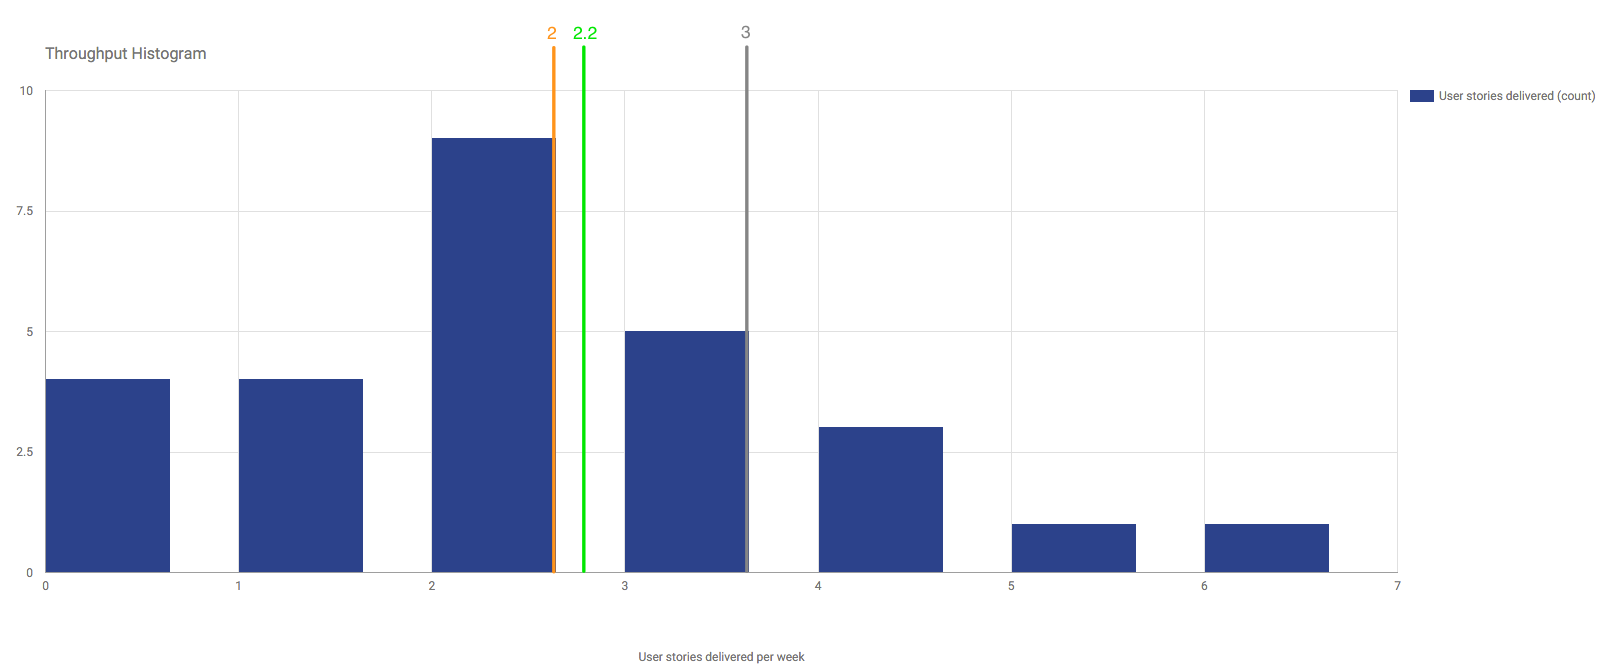 2 2.2 3
Throughput Histogram
10
7.5
5
2.5
0
0 1 2 3 4 5 6 7
User stories delivered per week
User stories delivered (count)